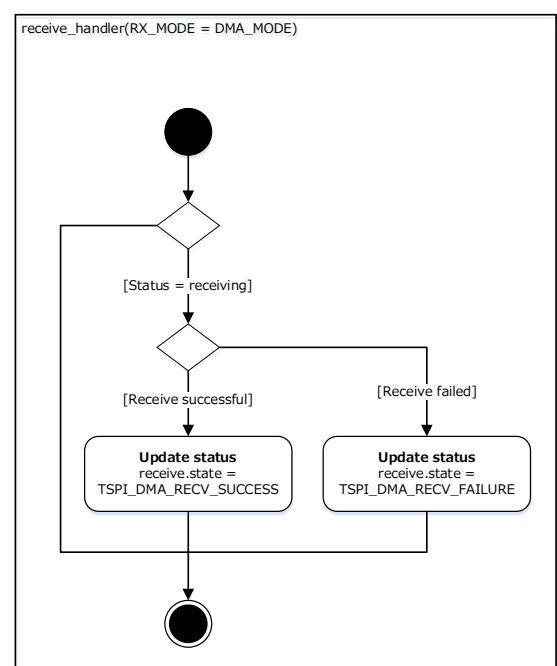 receive_handler(RX_MODE = DMA_MODE)
[Status = receiving]
[Receive successful]
[Receive failed]
Update status
receive.state =
TSPI_DMA_RECV_SUCCESS
Update status
receive.state =
TSPI_DMA_RECV_FAILURE